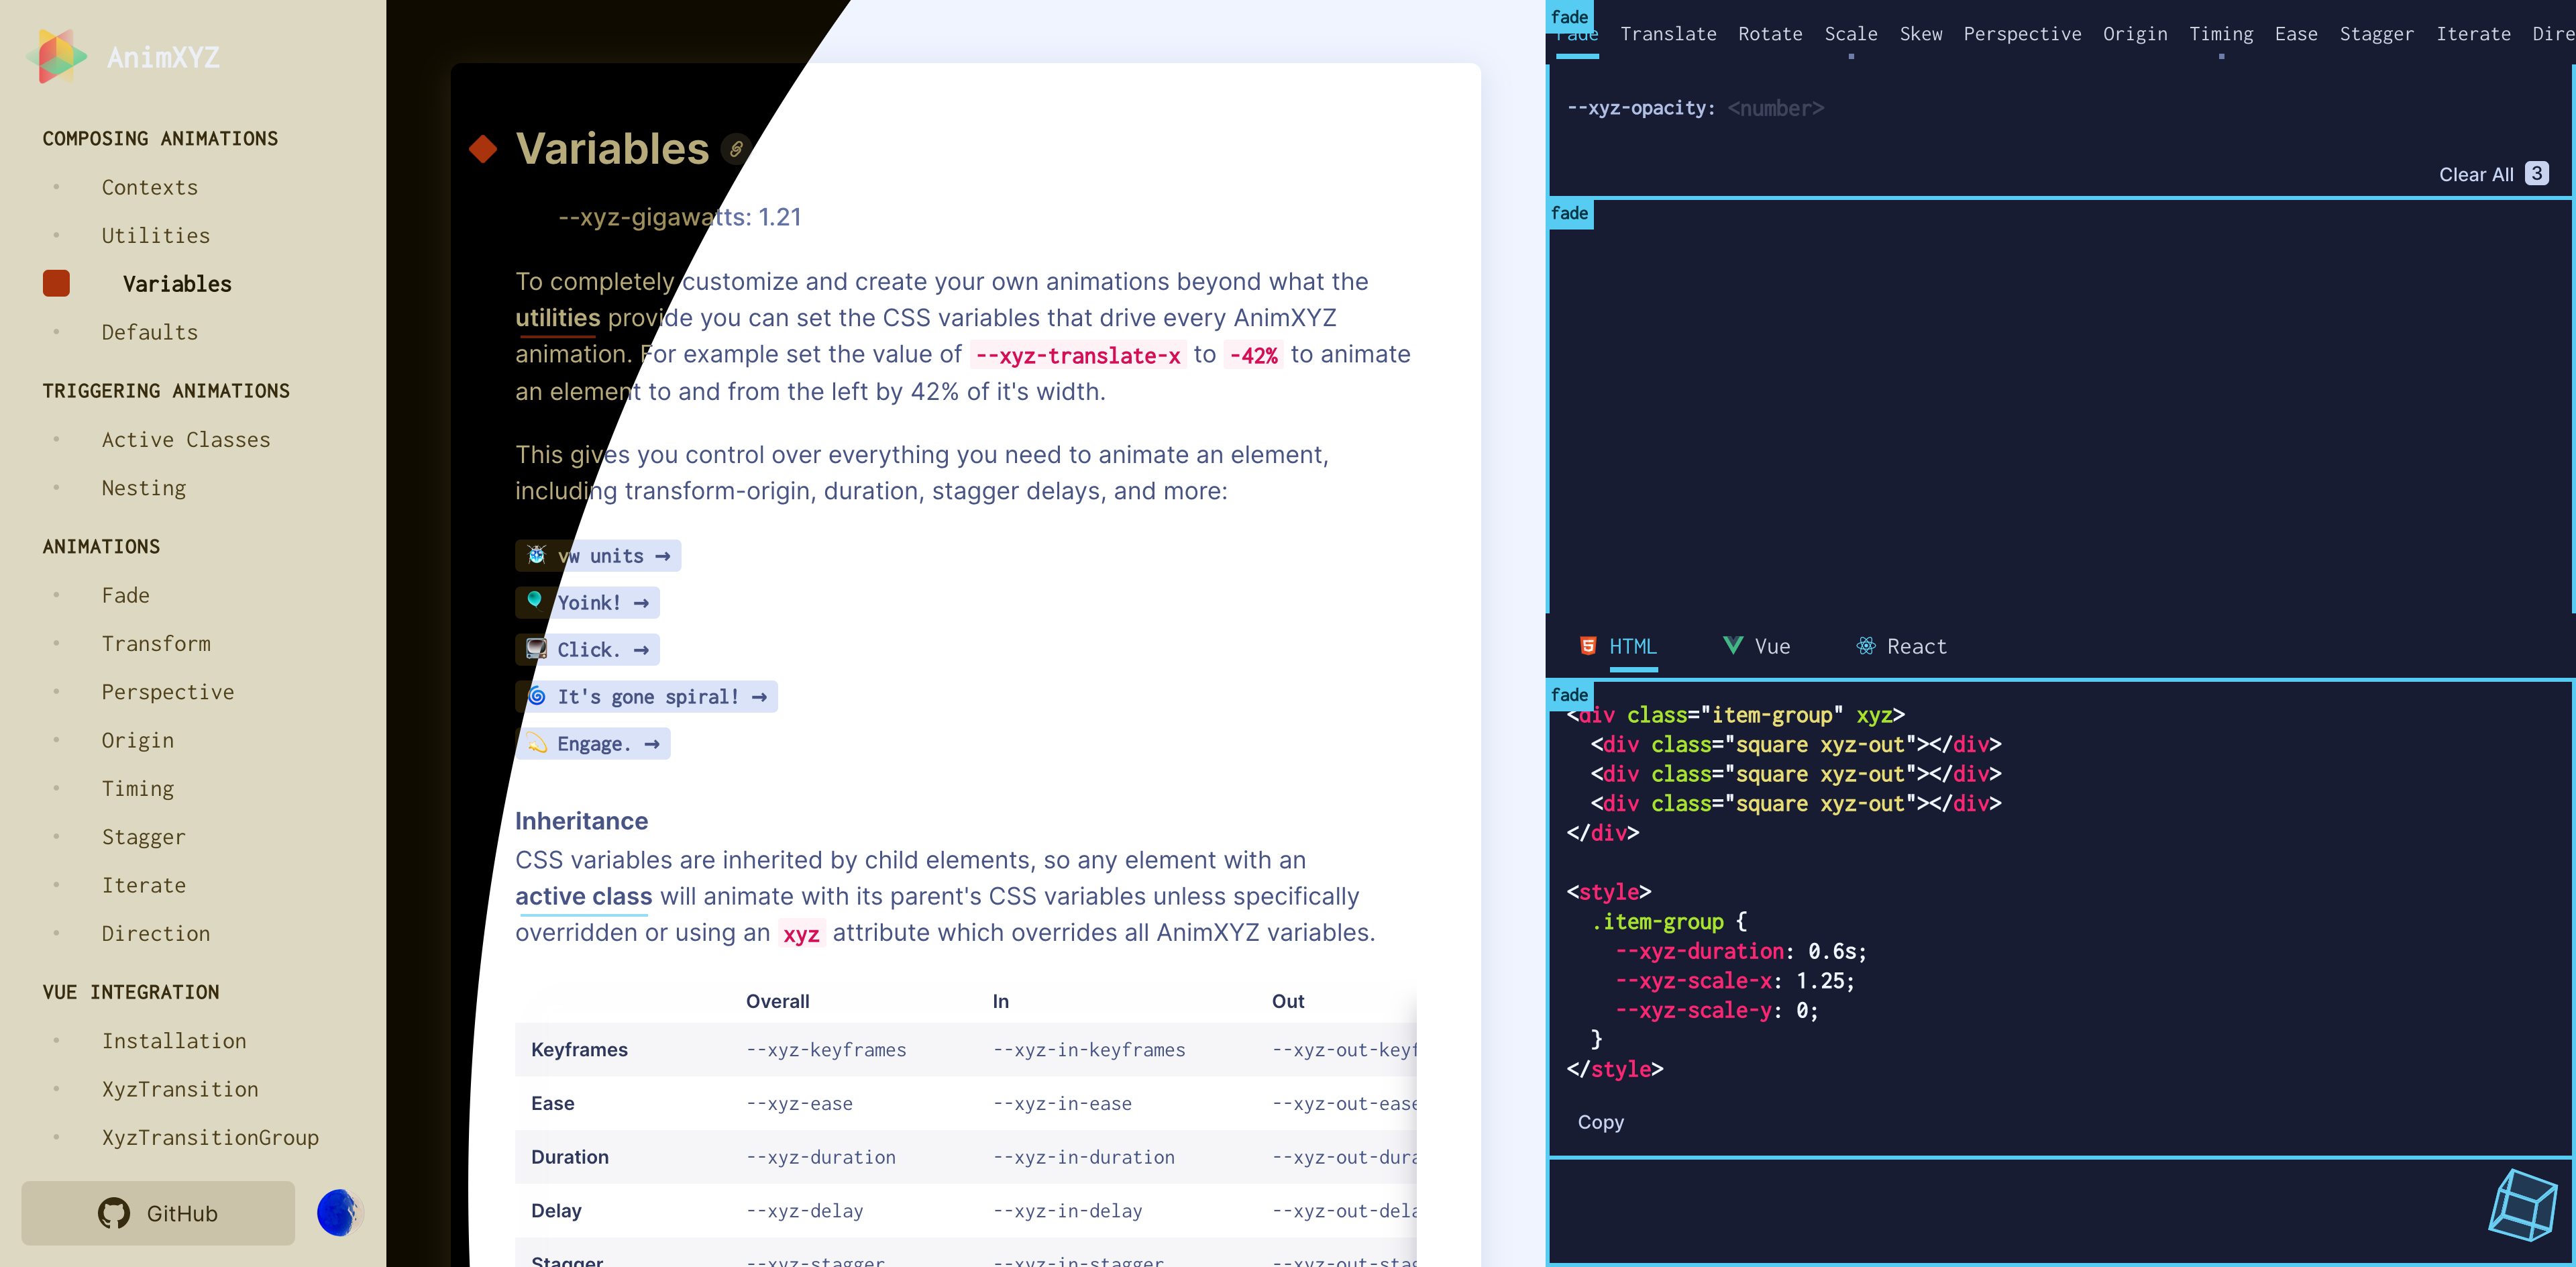 AnimXYZ
COMPOSING ANIMATIONS
Contexts
Utilities
Variables
Defaults
TRIGGERING ANIMATIONS
Active Classes
Nesting
ANIMATIONS
Fade
Transform
Perspective
Origin
Timing
Stagger
Iterate
Direction
VUE INTEGRATION
Installation
XyzTransition
XyzTransitionGroup
GitHub
Variables
--xyz-gigawatts: 1.21
To completely customize and create your own animations beyond what the
utilities provide you can set the CSS variables that drive every AnimXYZ
animation. For example set the value of --xyz-translate-x to -42% to animate
an element to and from the left by 42% of it's width.
This gives you control over everything you need to animate an element,
including transform-origin, duration, stagger delays, and more:
vw units →
Yoink! →
Click. →
It's gone spiral! →
Engage. →
Inheritance
CSS variables are inherited by child elements, so any element with an
active class will animate with its parent's CSS variables unless specifically
overridden or using an xyz attribute which overrides all AnimXYZ variables.
Overall In Out
Keyframes --xyz-keyframes --xyz-in-keyframes --xyz-out-keyf
Ease --xyz-ease --xyz-in-ease --xyz-out-ease
Duration --xyz-duration --xyz-in-duration --xyz-out-dura
Delay --xyz-delay --xyz-in-delay --xyz-out-dela
Stagger --xyz-stagger --xyz-in-stagger --xyz-out-stag
fade
Fade Translate Rotate Scale Skew Perspective Origin Timing Ease Stagger Iterate Dire
--xyz-opacity: <number>
Clear All 3
fade
HTML Vue React
fade
<div class="item-group" xyz>
<div class="square xyz-out"></div>
<div class="square xyz-out"></div>
<div class="square xyz-out"></div>
</div>
<style>
.item-group {
--xyz-duration: 0.6s;
--xyz-scale-x: 1.25;
--xyz-scale-y: 0;
}
</style>
Copy